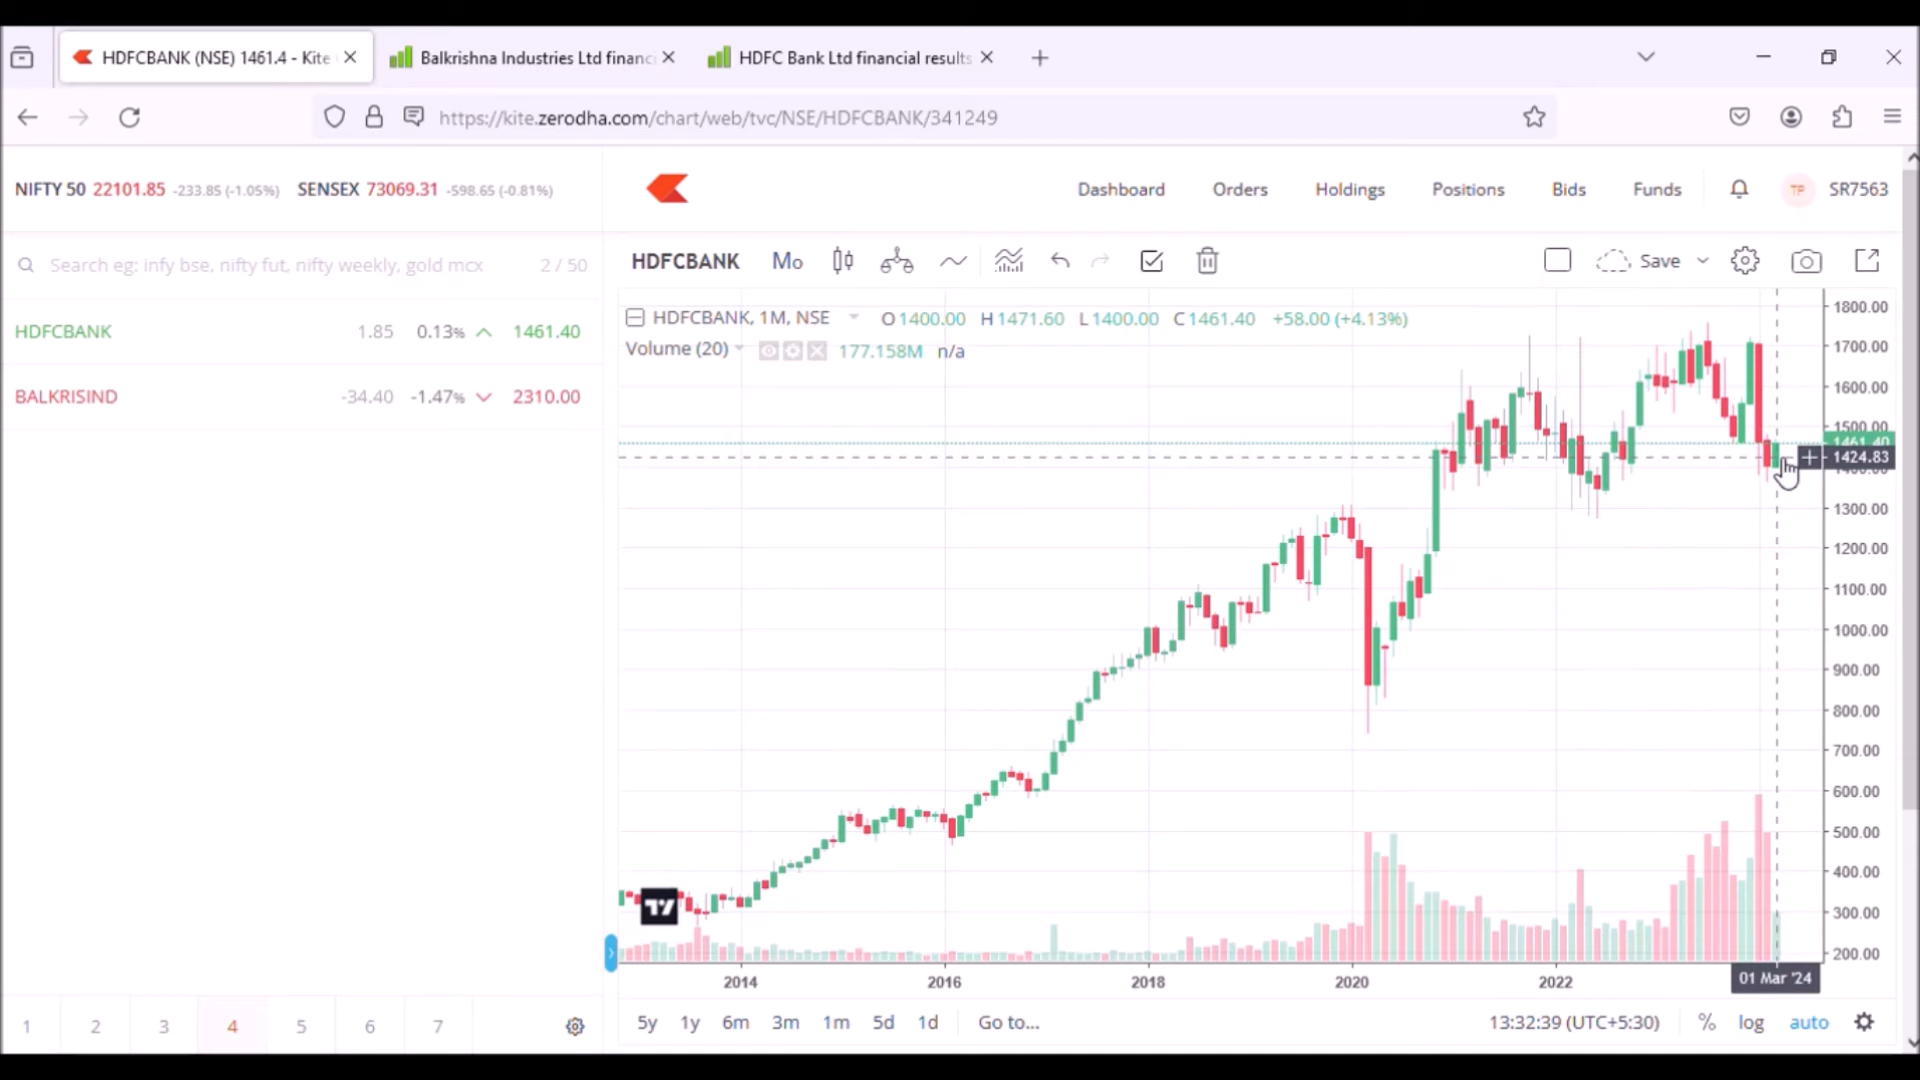 HDFCBANK (NSE) 1461.4 - Kite
Balkrishna Industries Ltd financ
HDFC Bank Ltd financial results
https://kite.zerodha.com/chart/web/tvc/NSE/HDFCBANK/341249
NIFTY 50 22101.85 -233.85 (-1.05%) SENSEX 73069.31 -598.65 (-0.81%)
Dashboard Orders Holdings Positions Bids Funds TP SR7563
Search eg: infy bse, nifty fut, nifty weekly, gold mcx 2 / 50
HDFCBANK Mo Save
HDFCBANK 1.85 0.13% 1461.40
BALKRISIND -34.40 -1.47% 2310.00
HDFCBANK, 1M, NSE O1400.00 H1471.60 L1400.00 C1461.40 +58.00 (+4.13%)
Volume (20) 177.158M n/a
1800.00
1700.00
1600.00
1500.00
1461.40
1424.83
1400.00
1300.00
1200.00
1100.00
1000.00
900.00
800.00
700.00
600.00
500.00
400.00
300.00
200.00
2014 2016 2018 2020 2022 01 Mar '24
1 2 3 4 5 6 7
5y 1y 6m 3m 1m 5d 1d Go to... 13:32:39 (UTC+5:30) % log auto